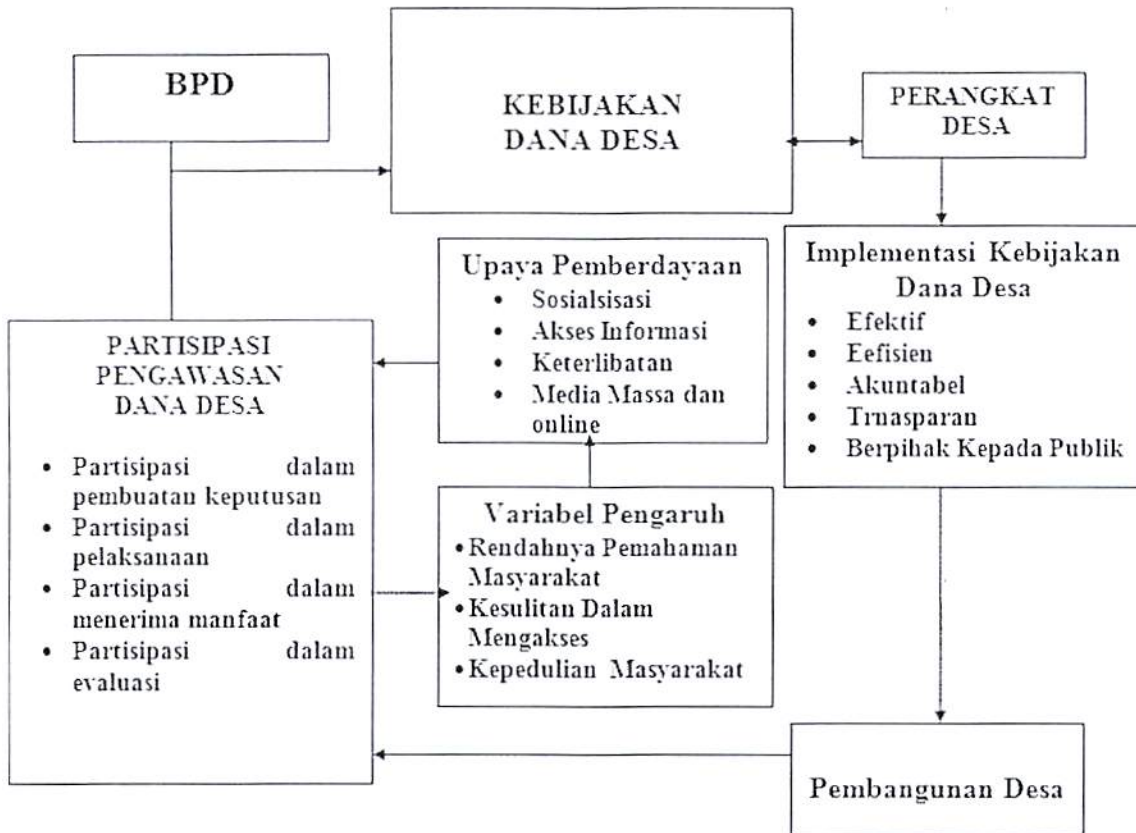 BPD
KEBIJAKAN
DANA DESA
PERANGKAT
DESA
Upaya Pemberdayaan
• Sosialsisasi
• Akses Informasi
• Keterlibatan
• Media Massa dan
online
Implementasi Kebijakan
Dana Desa
• Efektif
• Eefisien
• Akuntabel
• Trnasparan
• Berpihak Kepada Publik
PARTISIPASI
PENGAWASAN
DANA DESA
• Partisipasi dalam
pembuatan keputusan
• Partisipasi dalam
pelaksanaan
• Partisipasi dalam
menerima manfaat
• Partisipasi dalam
evaluasi
Variabel Pengaruh
• Rendahnya Pemahaman
Masyarakat
• Kesulitan Dalam
Mengakses
• Kepedulian Masyarakat
Pembangunan Desa